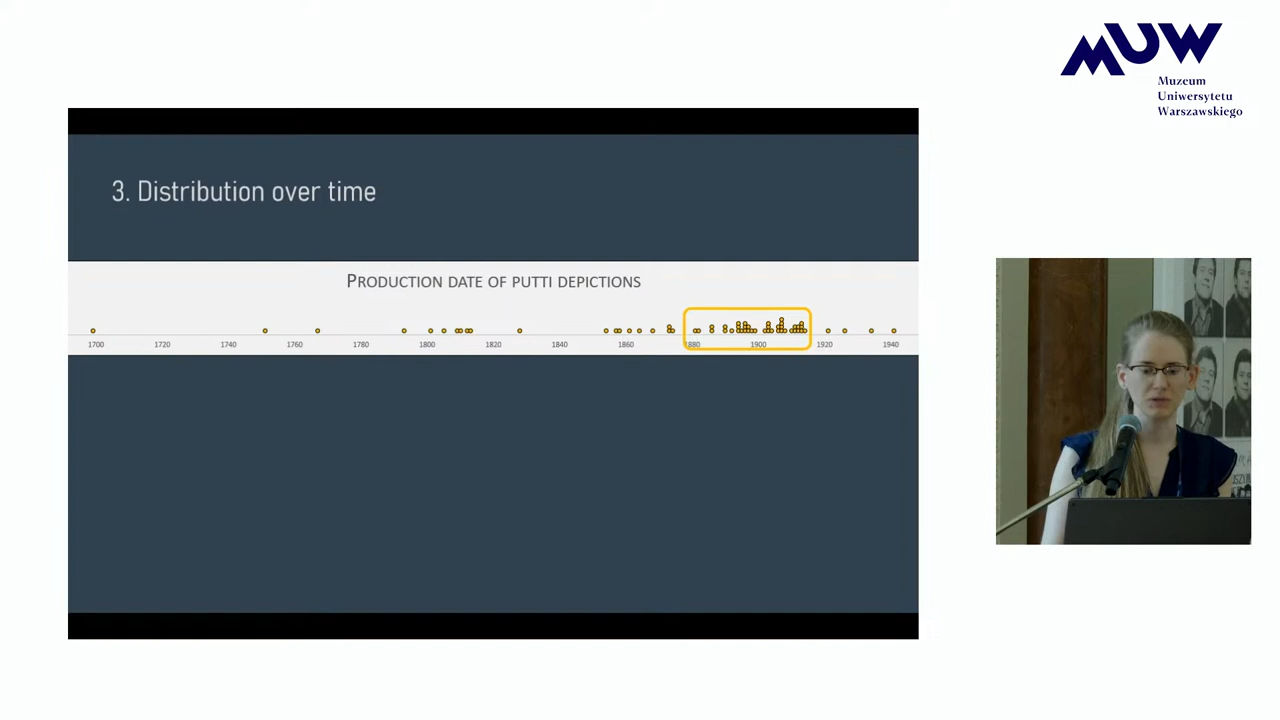 MUW
Muzeum
Uniwersytetu
Warszawskiego
3. Distribution over time
PRODUCTION DATE OF PUTTI DEPICTIONS
1700 1720 1740 1760 1780 1800 1820 1840 1860 1880 1900 1920 1940